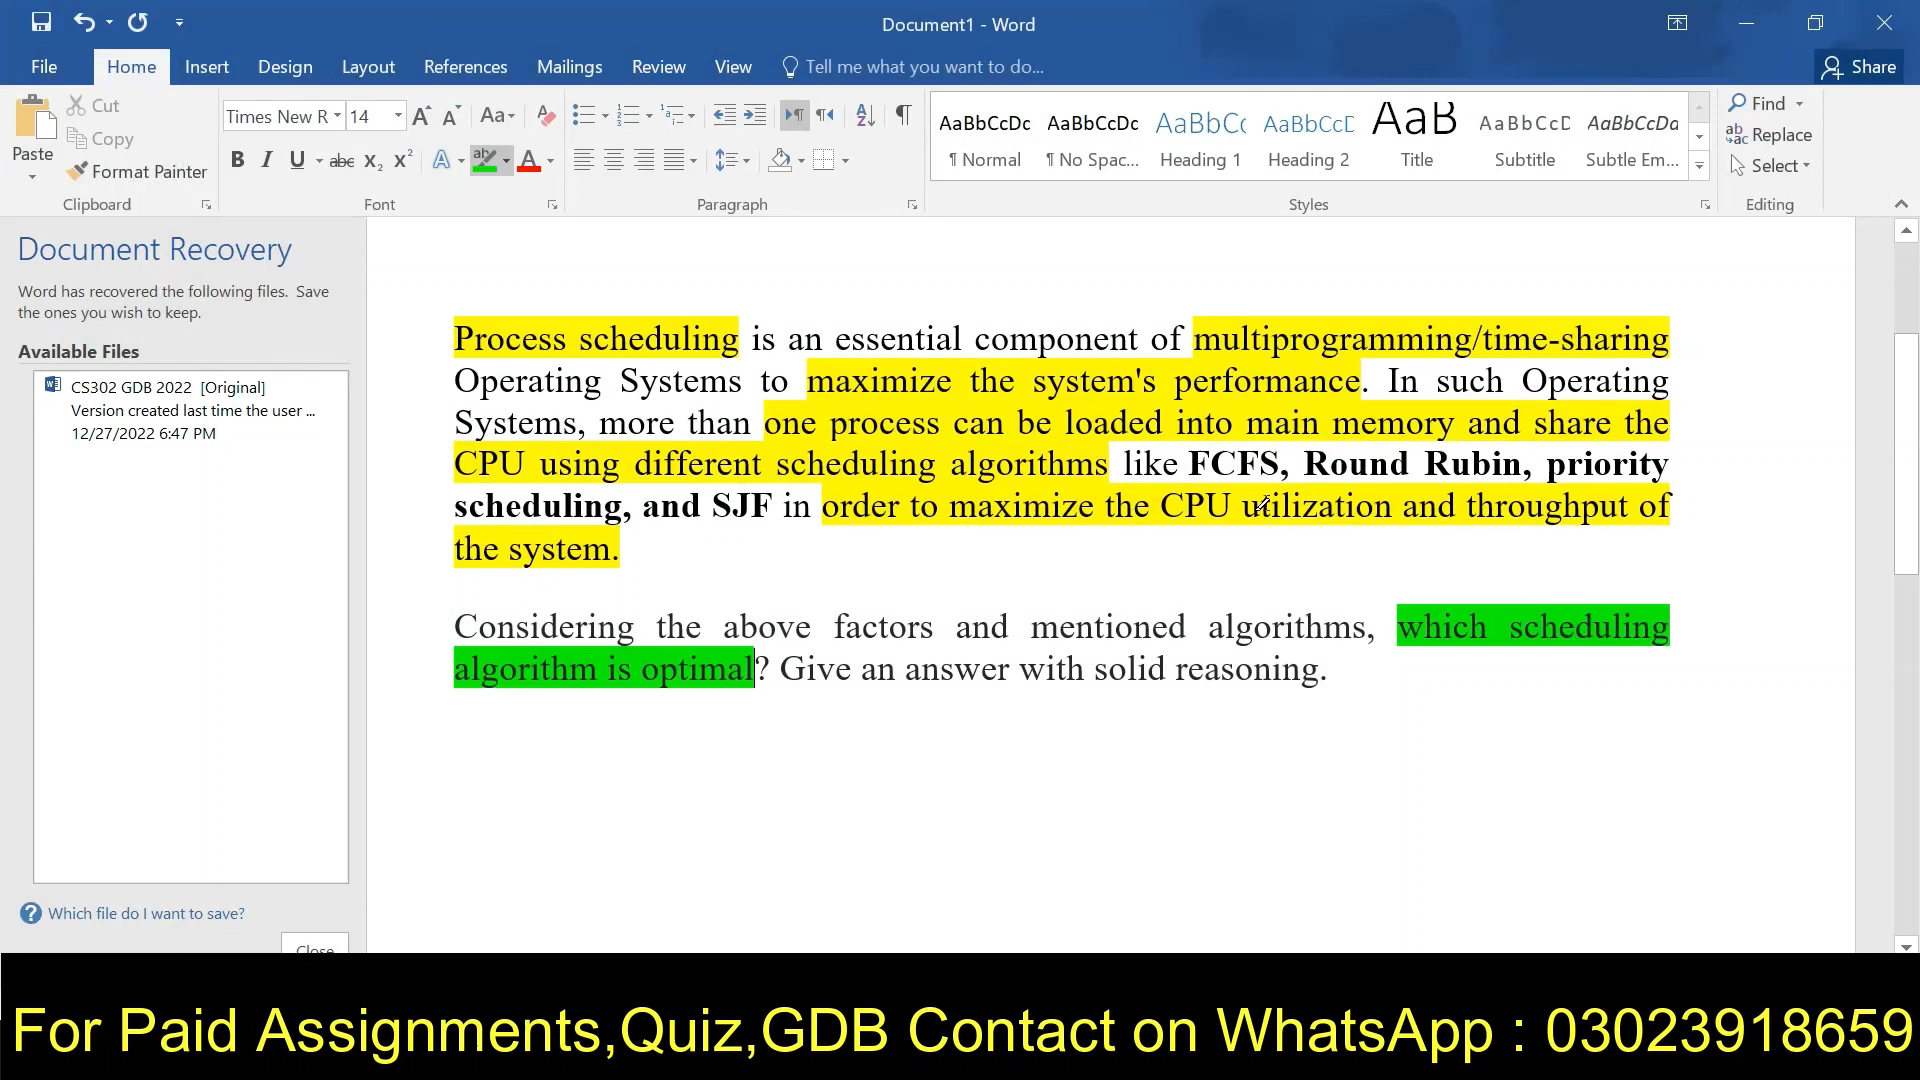 Document1 - Word
File Home Insert Design Layout References Mailings Review View Tell me what you want to do... Share
Paste
Cut
Copy
Format Painter
Clipboard
Times New R 14
Font
Paragraph
AaBbCcDc AaBbCcDc AaBbCc AaBbCcD AaB AaBbCcD AaBbCcDc
¶ Normal ¶ No Spac... Heading 1 Heading 2 Title Subtitle Subtle Em...
Styles
Find
Replace
Select
Editing
Document Recovery
Word has recovered the following files. Save
the ones you wish to keep.
Available Files
CS302 GDB 2022 [Original]
Version created last time the user ...
12/27/2022 6:47 PM
Which file do I want to save?
Close
Process scheduling is an essential component of multiprogramming/time-sharing
Operating Systems to maximize the system's performance. In such Operating
Systems, more than one process can be loaded into main memory and share the
CPU using different scheduling algorithms like FCFS, Round Rubin, priority
scheduling, and SJF in order to maximize the CPU utilization and throughput of
the system.
Considering the above factors and mentioned algorithms, which scheduling
algorithm is optimal? Give an answer with solid reasoning.
For Paid Assignments,Quiz,GDB Contact on WhatsApp : 03023918659